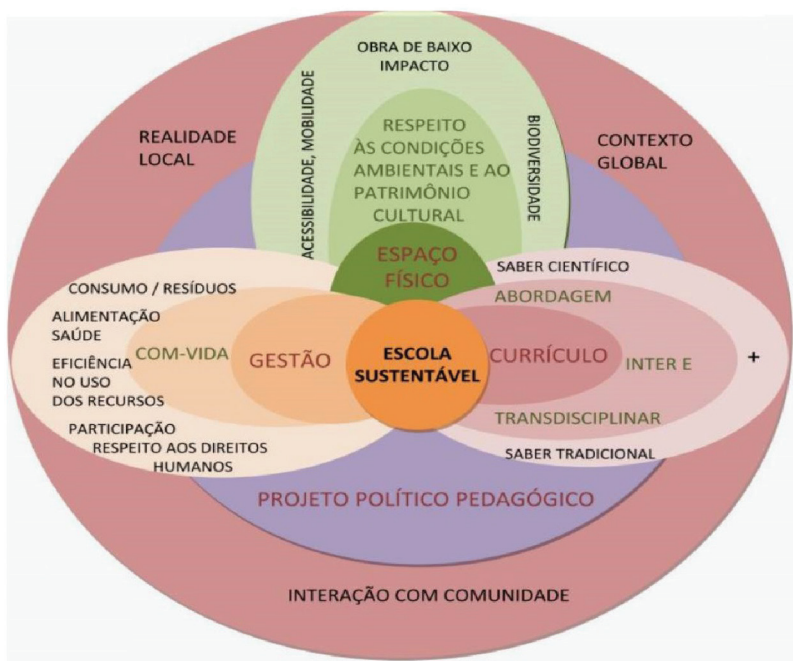 OBRA DE BAIXO
IMPACTO
ACESSIBILIDADE, MOBILIDADE
BIODIVERSIDADE
RESPEITO
ÀS CONDIÇÕES
AMBIENTAIS E AO
PATRIMÔNIO
CULTURAL
REALIDADE
LOCAL
CONTEXTO
GLOBAL
ESPAÇO
FÍSICO
CONSUMO / RESÍDUOS
ALIMENTAÇÃO
SAÚDE
EFICIÊNCIA
NO USO
DOS RECURSOS
PARTICIPAÇÃO
RESPEITO AOS DIREITOS
HUMANOS
COM-VIDA
GESTÃO
ESCOLA
SUSTENTÁVEL
CURRÍCULO
SABER CIENTÍFICO
ABORDAGEM
INTER E
TRANSDISCIPLINAR
SABER TRADICIONAL
+
PROJETO POLÍTICO PEDAGÓGICO
INTERAÇÃO COM COMUNIDADE